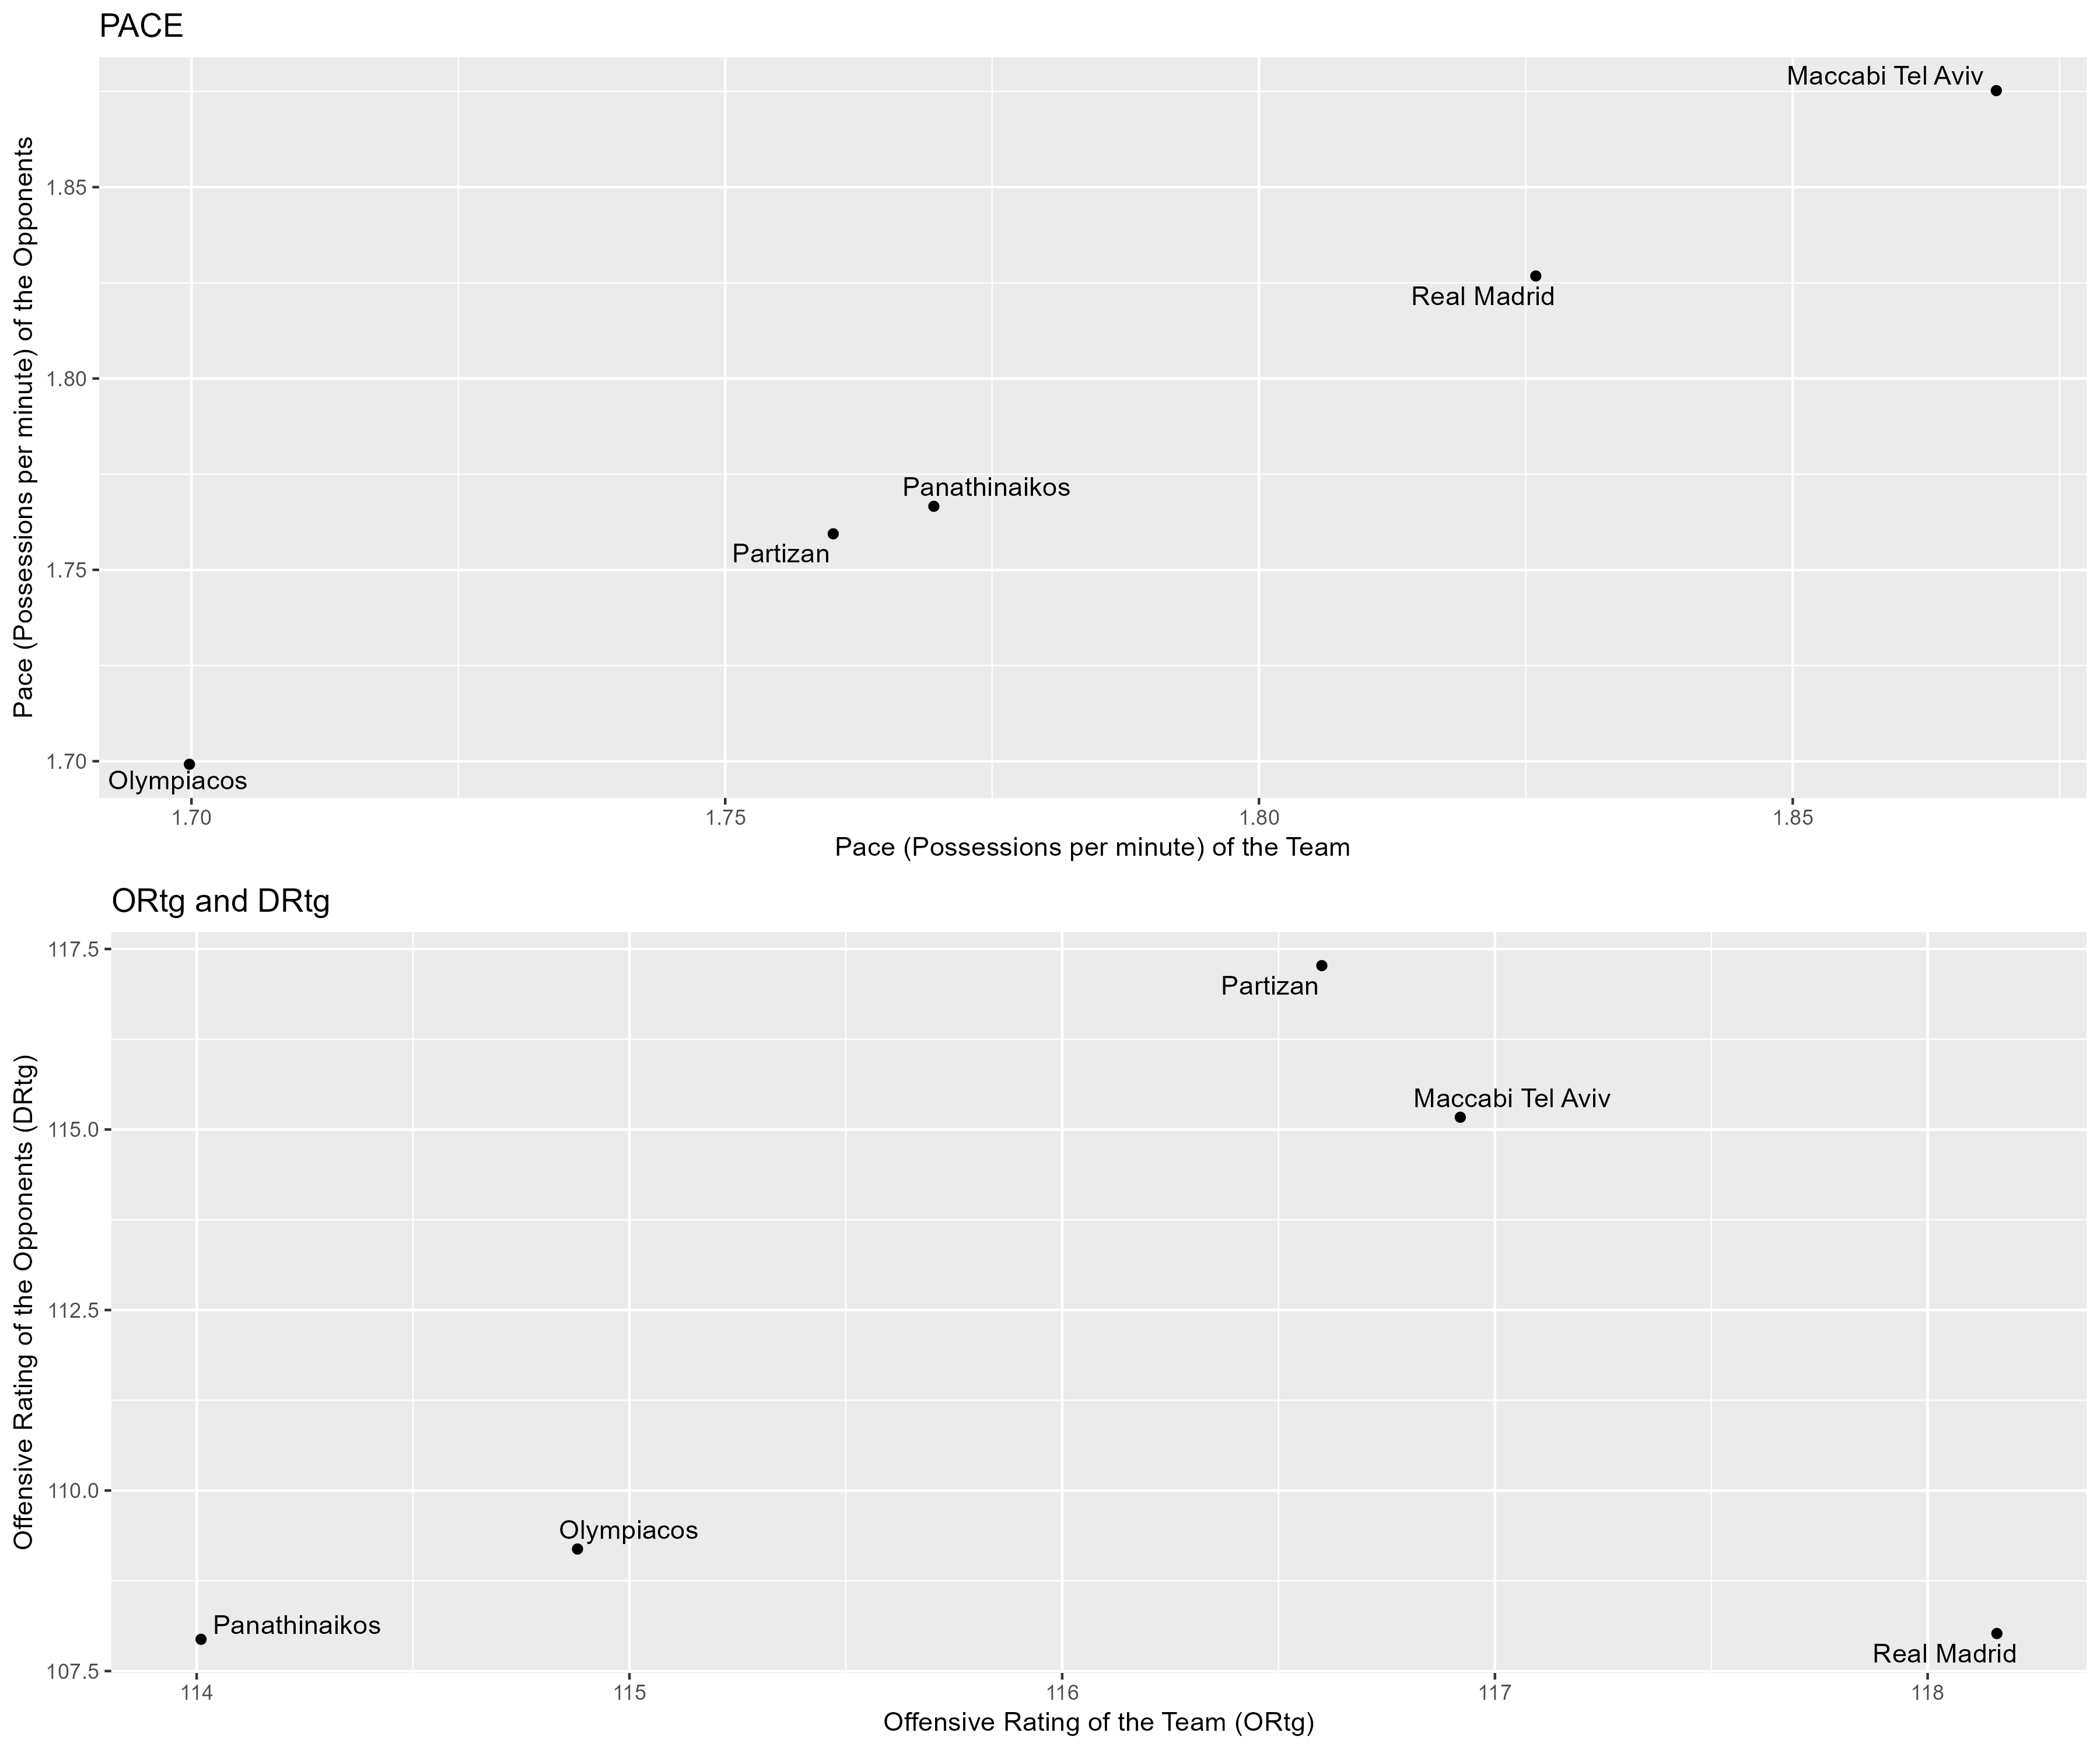 PACE
Pace (Possessions per minute) of the Opponents
1.85
1.80
1.75
1.70
Maccabi Tel Aviv
Real Madrid
Panathinaikos
Partizan
Olympiacos
1.70
1.75
1.80
1.85
Pace (Possessions per minute) of the Team
ORtg and DRtg
Offensive Rating of the Opponents (DRtg)
117.5
115.0
112.5
110.0
107.5
Partizan
Maccabi Tel Aviv
Olympiacos
Panathinaikos
Real Madrid
114
115
116
117
118
Offensive Rating of the Team (ORtg)